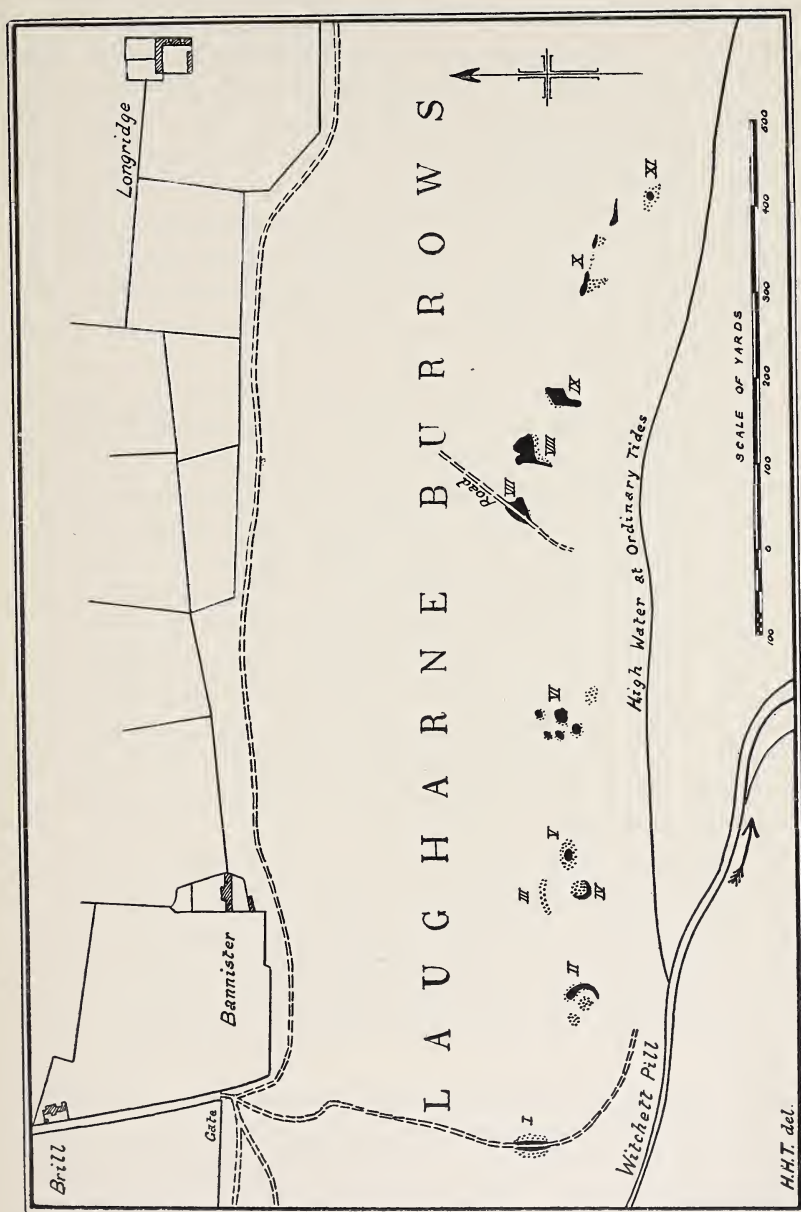 Brill
Bannister
Longridge
Gate
LAUGHARNE BURROWS
Road
I
II
III
IV
V
VI
VII
VIII
IX
X
XI
High Water at Ordinary Tides
Witchett Pill
SCALE OF YARDS
100 0 100 200 300 400 500
H.H.T. del.